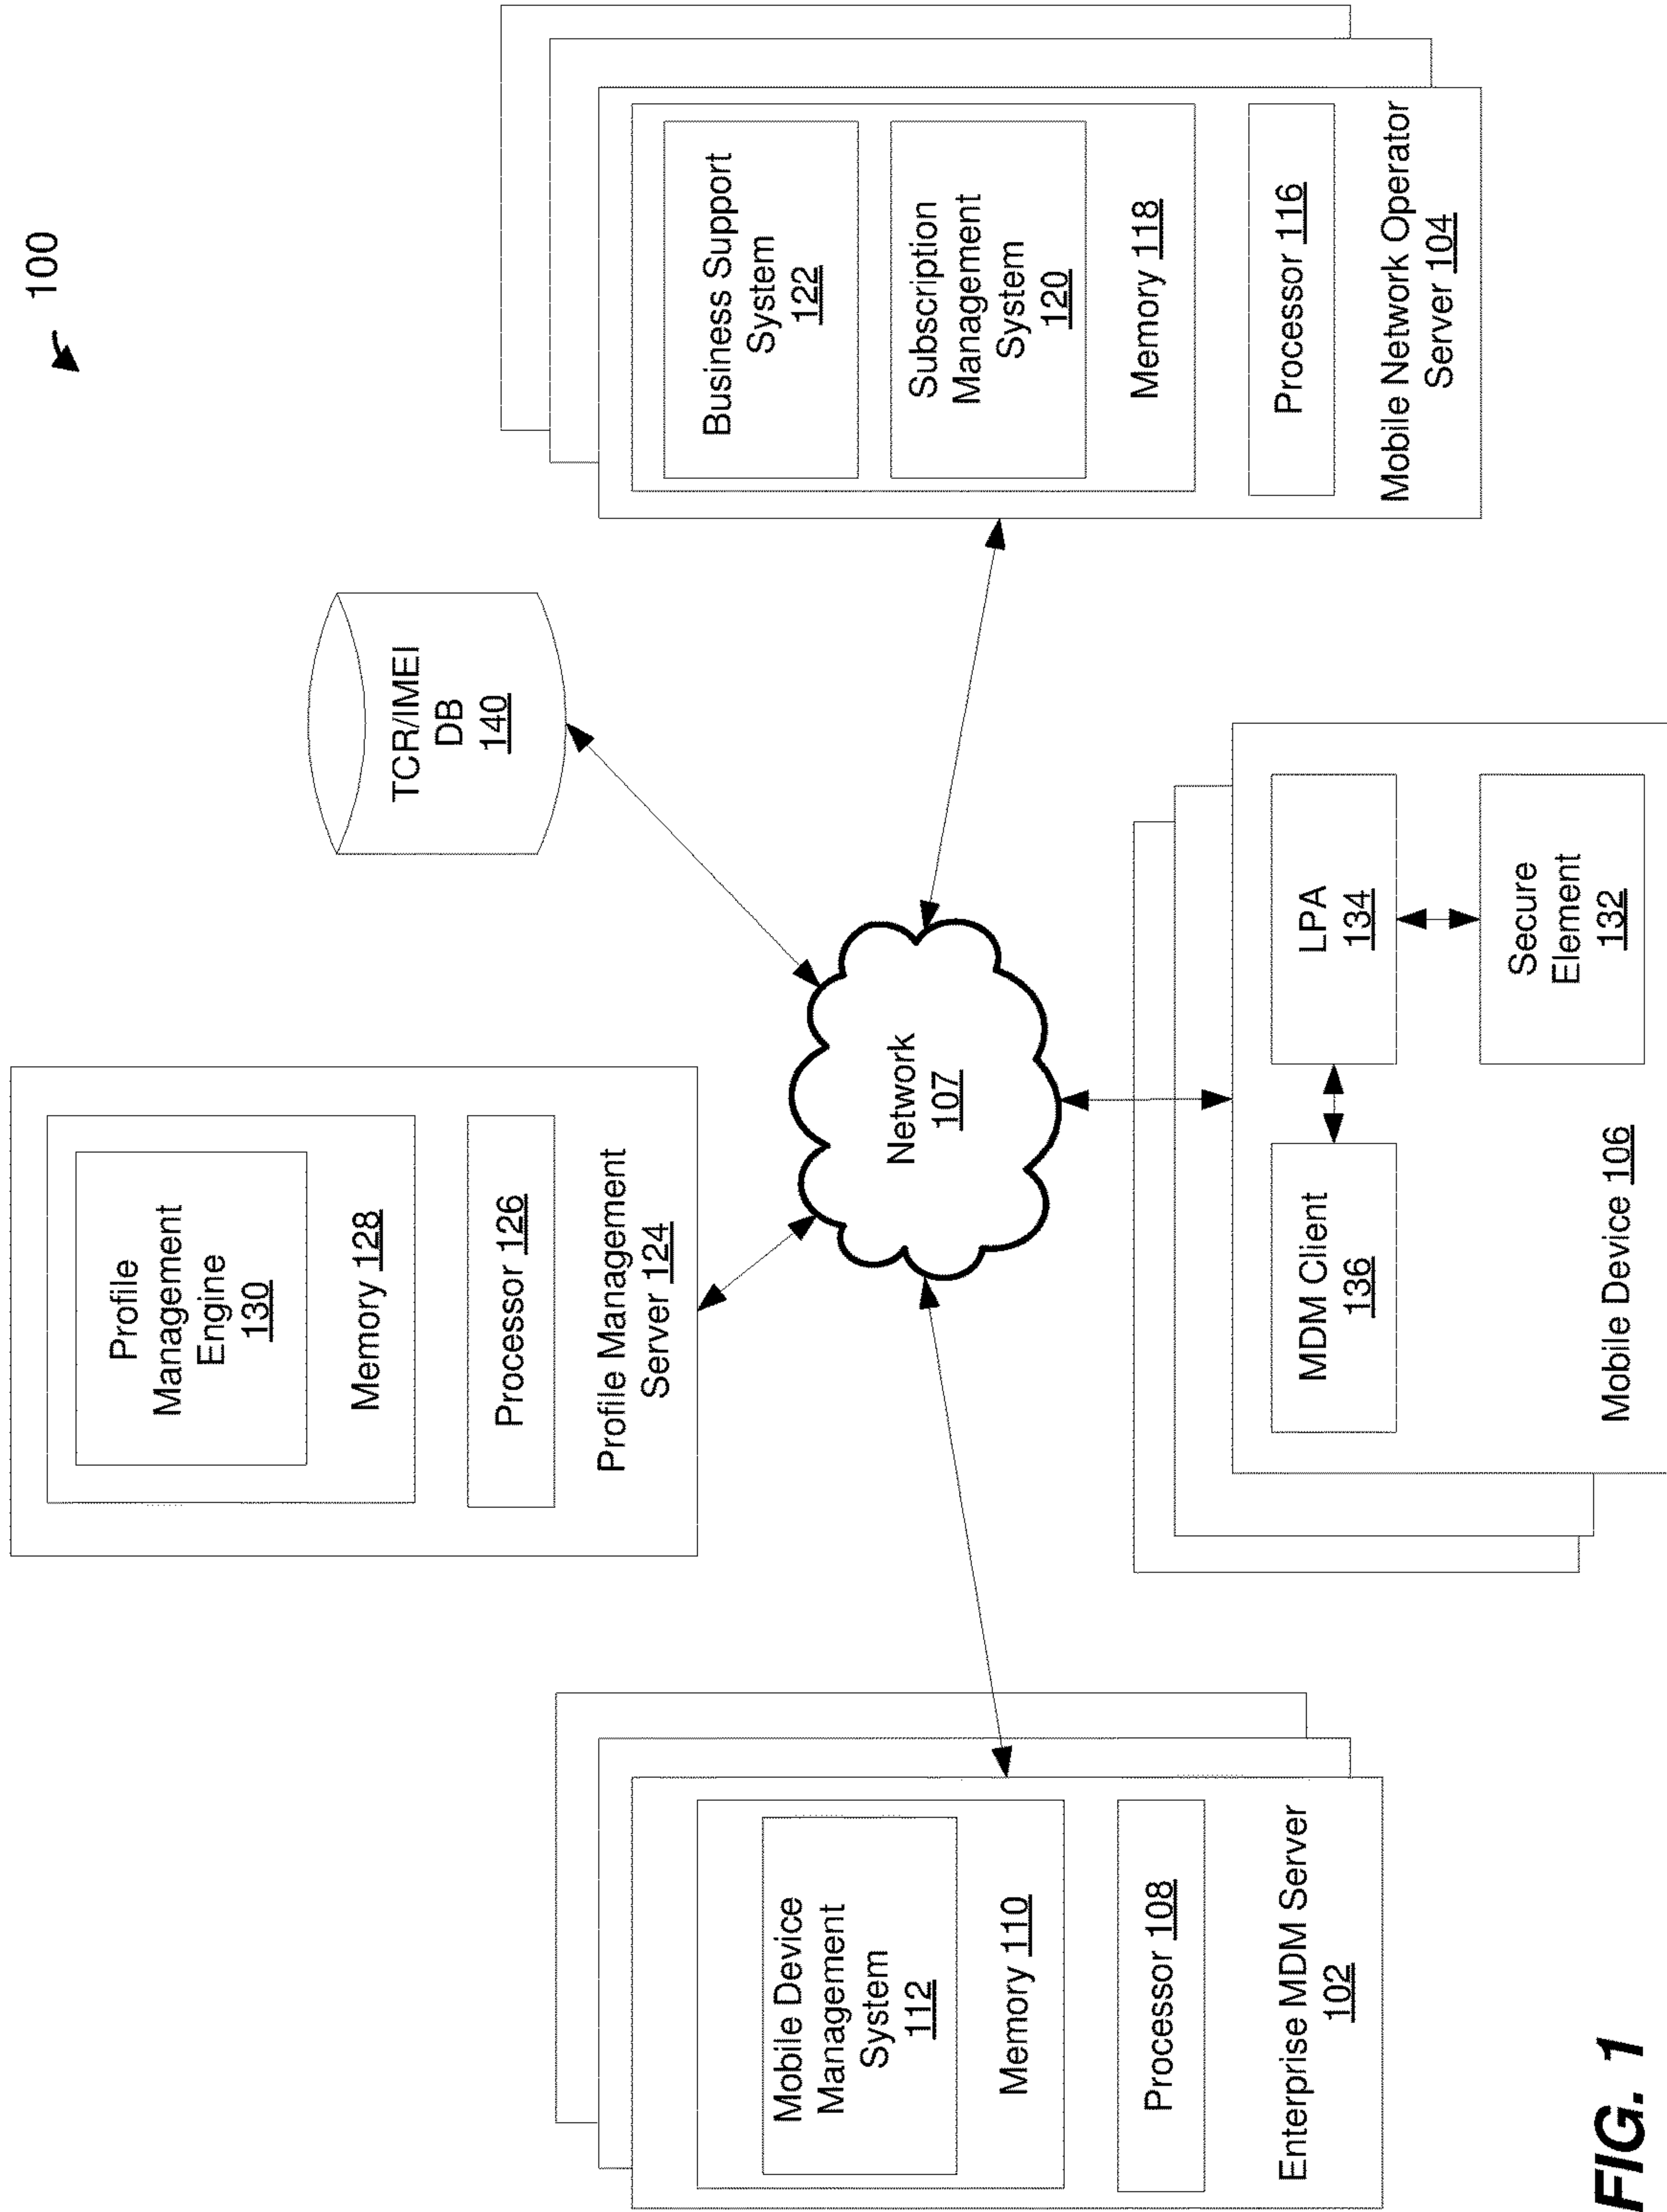 100
Profile
Management
Engine
130
Memory 128
Processor 126
Profile Management
Server 124
TCR/IMEI
DB
140
Mobile Device
Management
System
112
Memory 110
Processor 108
Enterprise MDM Server
102
Network
107
Business Support
System
122
Subscription
Management
System
120
Memory 118
Processor 116
Mobile Network Operator
Server 104
MDM Client
136
LPA
134
Secure
Element
132
Mobile Device 106
FIG. 1